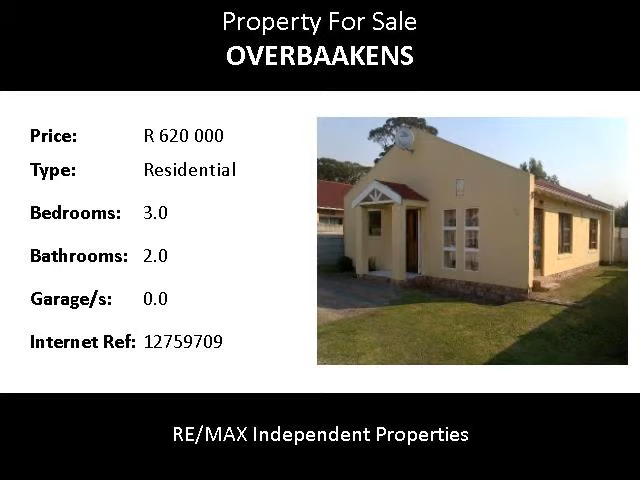 Property For Sale
OVERBAAKENS
Price: R 620 000
Type: Residential
Bedrooms: 3.0
Bathrooms: 2.0
Garage/s: 0.0
Internet Ref: 12759709
RE/MAX Independent Properties